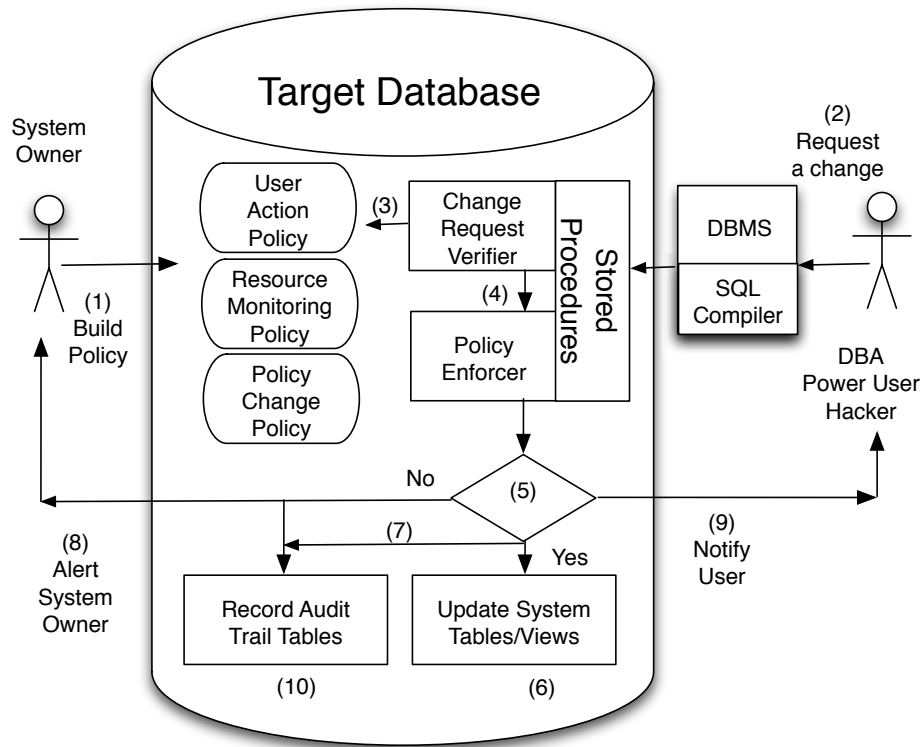 Target Database
System
Owner
(2)
Request
a change
User
Action
Policy
(3)
Change
Request
Verifier
Stored
Procedures
DBMS
SQL
Compiler
(1)
Build
Policy
Resource
Monitoring
Policy
(4)
Policy
Enforcer
Policy
Change
Policy
DBA
Power User
Hacker
No
(5)
(7)
Yes
(8)
Alert
System
Owner
(9)
Notify
User
Record Audit
Trail Tables
Update System
Tables/Views
(10)
(6)